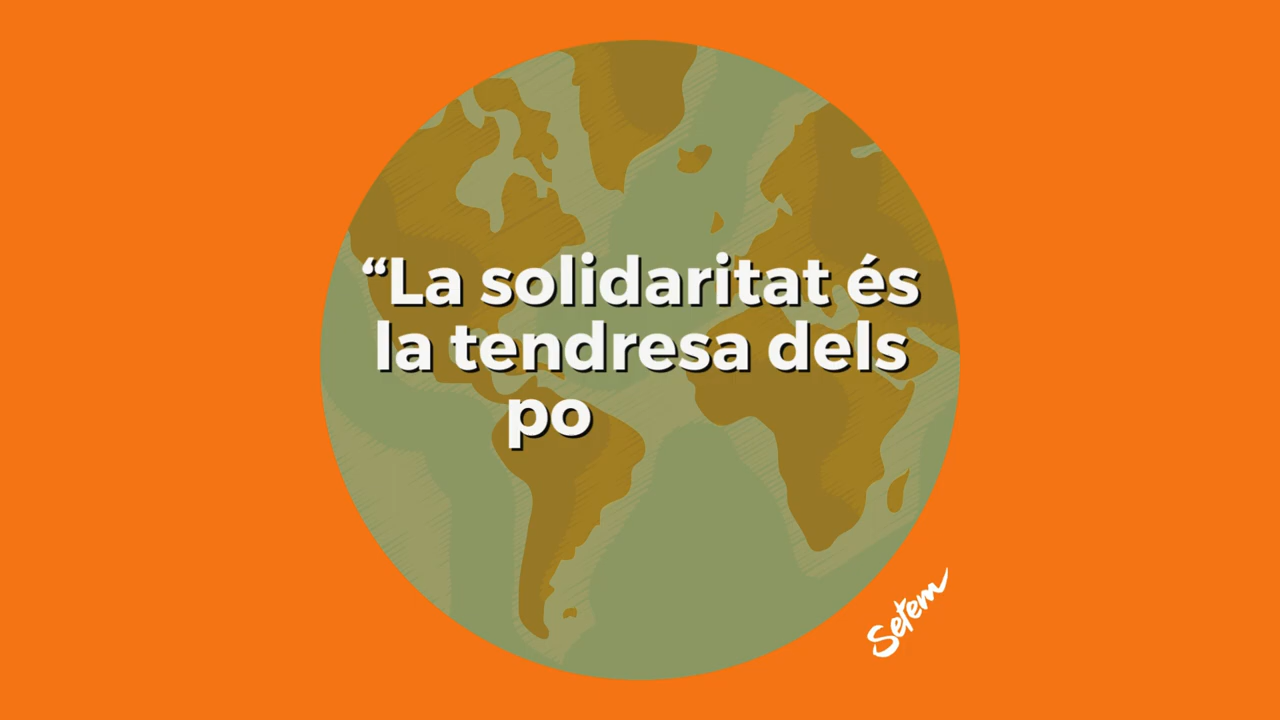 “La solidaritat és
la tendresa dels
po
Setem